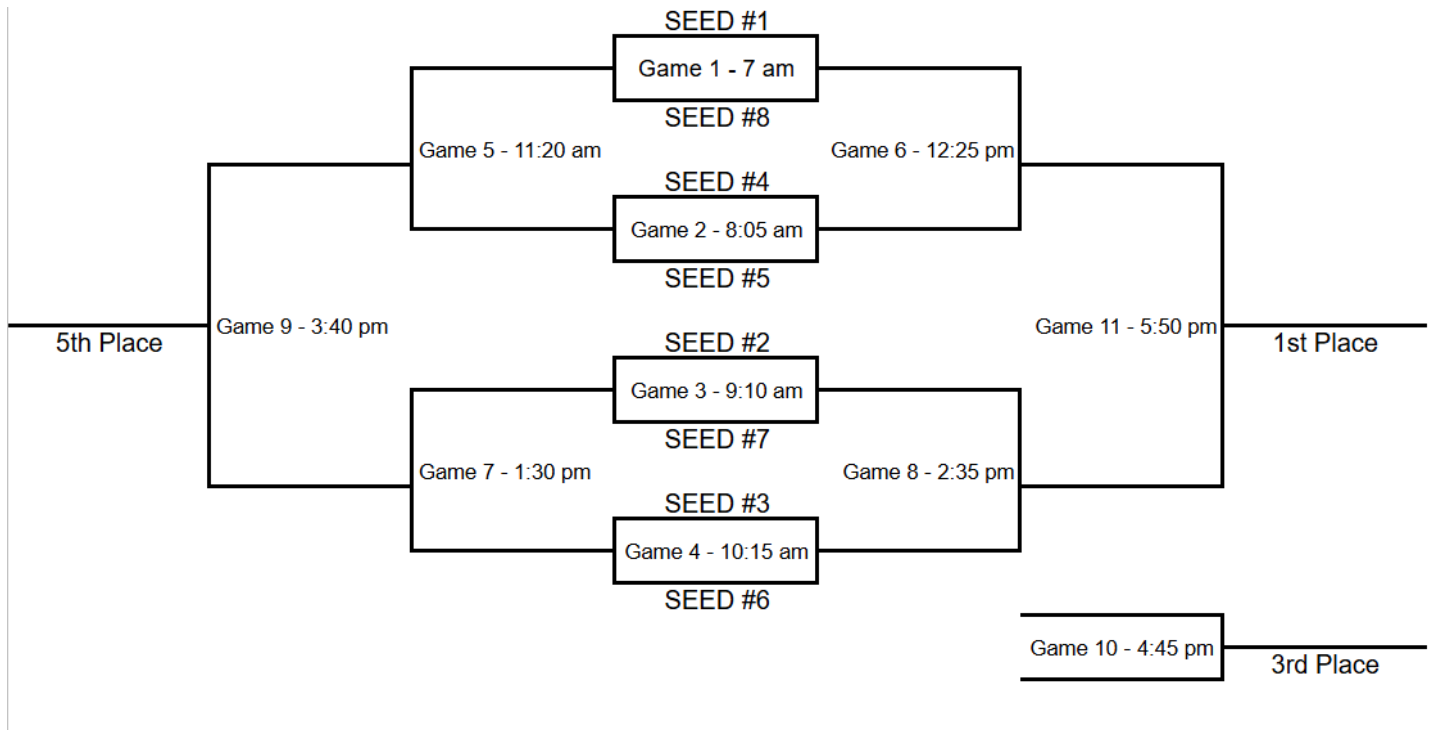 SEED #1
Game 1 - 7 am
SEED #8
Game 5 - 11:20 am
Game 6 - 12:25 pm
SEED #4
Game 2 - 8:05 am
SEED #5
Game 9 - 3:40 pm
5th Place
Game 11 - 5:50 pm
1st Place
SEED #2
Game 3 - 9:10 am
SEED #7
Game 7 - 1:30 pm
Game 8 - 2:35 pm
SEED #3
Game 4 - 10:15 am
SEED #6
Game 10 - 4:45 pm
3rd Place